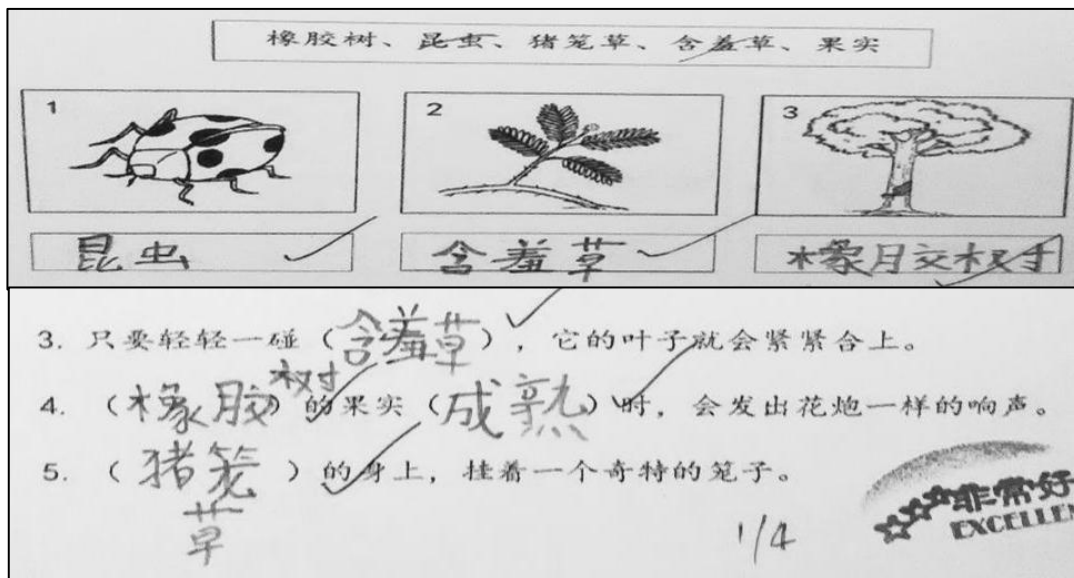 橡胶树、昆虫、猪笼草、含羞草、果实
1 2 3
昆虫 含羞草 橡胶树
3. 只要轻轻一碰（含羞草），它的叶子就会紧紧合上。
4. （橡胶树）的果实（成熟）时，会发出花炮一样的响声。
5. （猪笼草）的身上，挂着一个奇特的笼子。
1/4
非常好
EXCELLEN